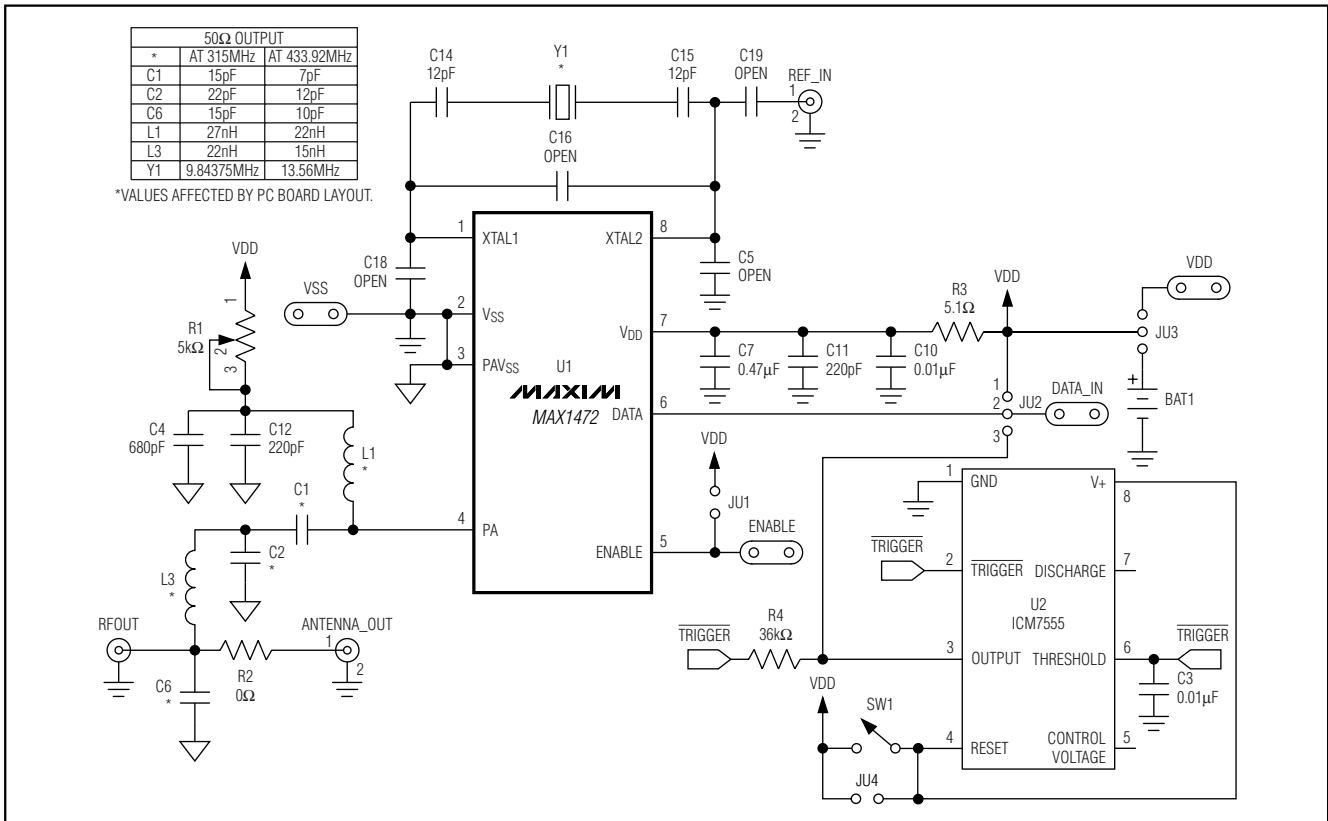 50Ω OUTPUT
* AT 315MHz AT 433.92MHz
C1 15pF 7pF
C2 22pF 12pF
C6 15pF 10pF
L1 27nH 22nH
L3 22nH 15nH
Y1 9.84375MHz 13.56MHz
*VALUES AFFECTED BY PC BOARD LAYOUT.
C14
12pF
Y1
*
C15
12pF
C19
OPEN
REF_IN
1
2
C16
OPEN
1
XTAL1
XTAL2
8
C18
OPEN
C5
OPEN
VSS
2
VSS
3
PAVSS
U1
MAXIM
MAX1472
VDD
7
DATA
6
4
PA
ENABLE
5
VDD
1
R1
5kΩ
2
3
C4
680pF
C12
220pF
L1
*
C1
*
C2
*
L3
*
RFOUT
R2
0Ω
ANTENNA_OUT
1
2
C6
*
C7
0.47µF
C11
220pF
C10
0.01µF
R3
5.1Ω
VDD
VDD
JU3
+
BAT1
1
2
3
JU2
DATA_IN
VDD
JU1
ENABLE
1
GND
V+
8
TRIGGER
2
TRIGGER
DISCHARGE
7
U2
ICM7555
TRIGGER
R4
36kΩ
3
OUTPUT
THRESHOLD
6
TRIGGER
C3
0.01µF
VDD
SW1
4
RESET
CONTROL
VOLTAGE
5
JU4